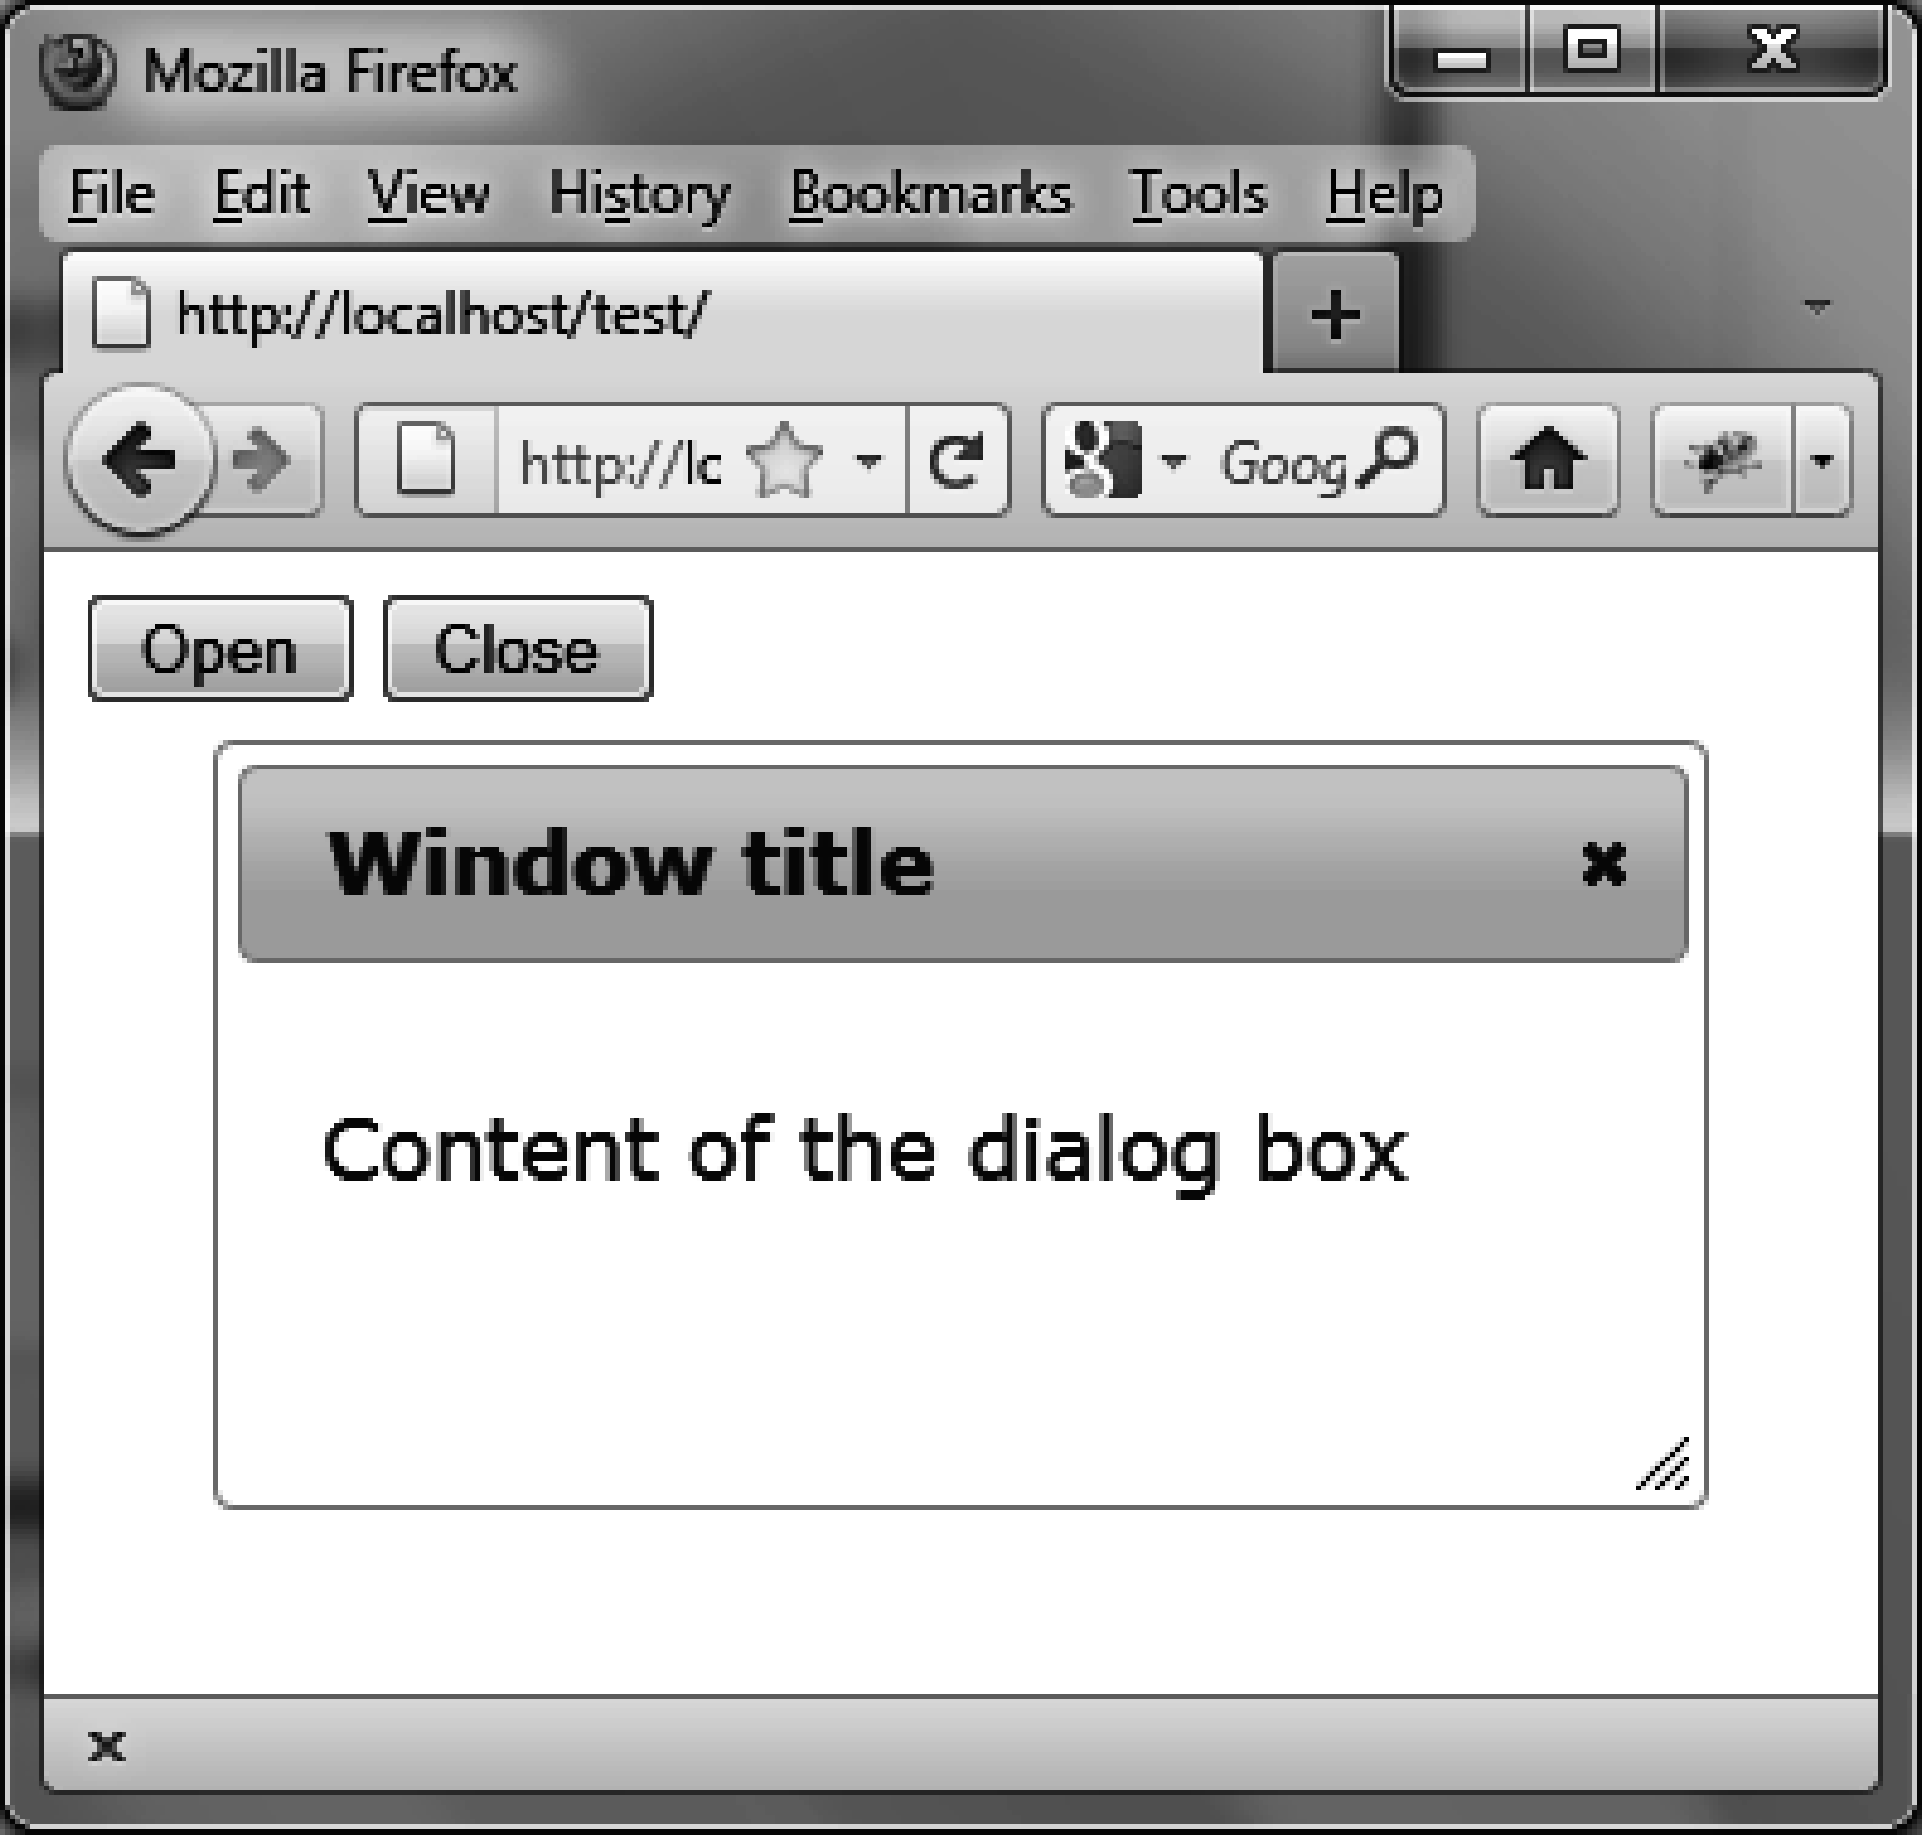 Mozilla Firefox
File Edit View History Bookmarks Tools Help
http://localhost/test/
http://lc Goog
Open Close
Window title
Content of the dialog box